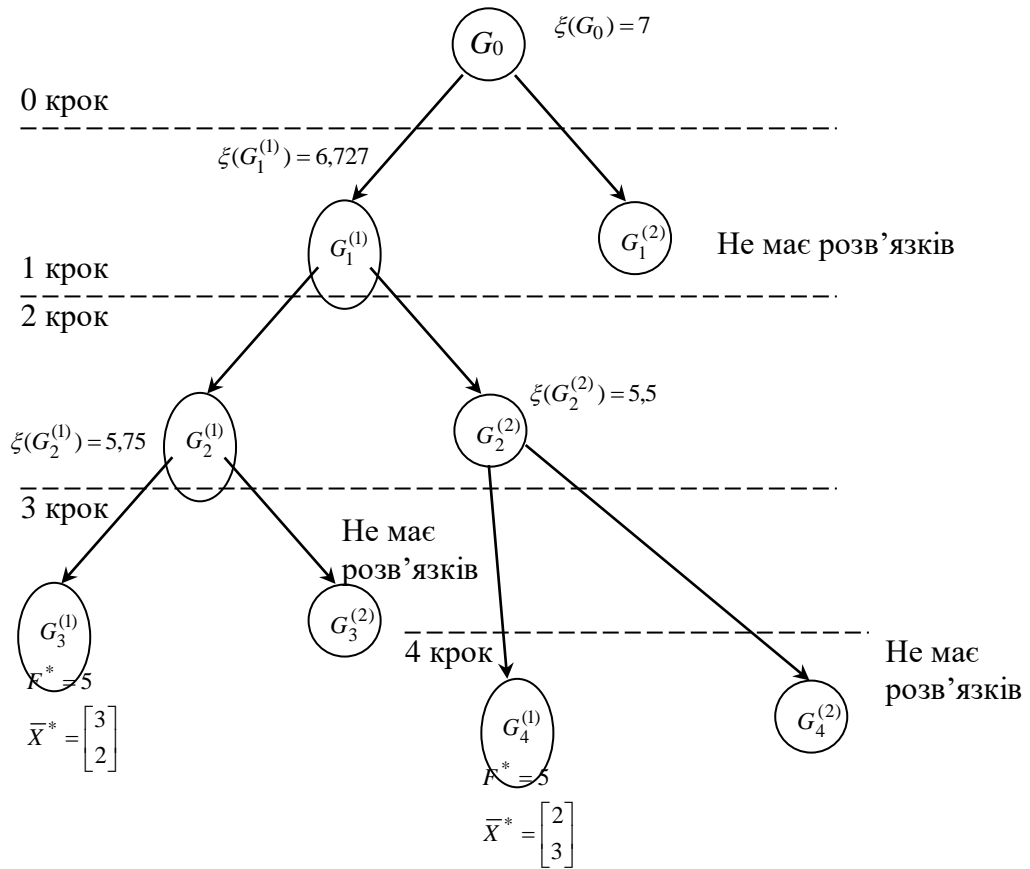 G₀
ξ(G₀) = 7
0 крок
ξ(G₁⁽¹⁾) = 6,727
G₁⁽¹⁾
G₁⁽²⁾
Не має розв’язків
1 крок
2 крок
ξ(G₂⁽²⁾) = 5,5
ξ(G₂⁽¹⁾) = 5,75
G₂⁽¹⁾
G₂⁽²⁾
3 крок
Не має
розв’язків
G₃⁽¹⁾
G₃⁽²⁾
4 крок
Не має
розв’язків
F* = 5
X̅* = [3 2]
G₄⁽¹⁾
G₄⁽²⁾
F* = 5
X̅* = [2 3]